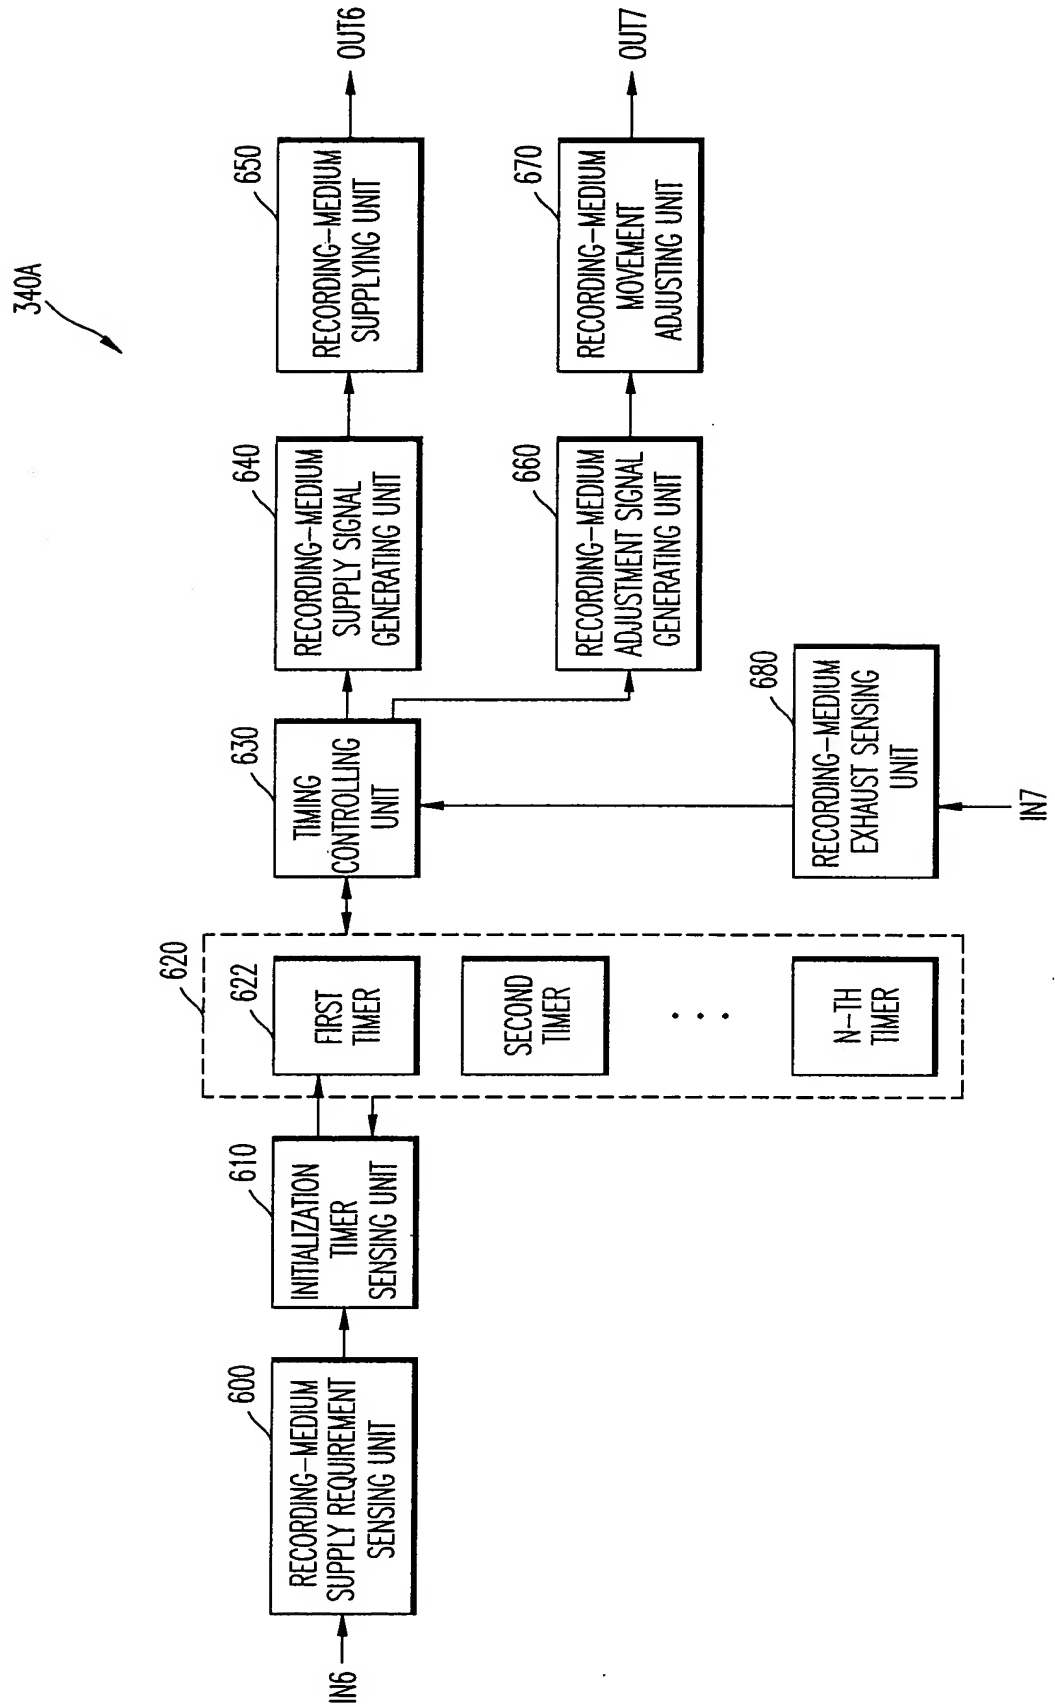 340A
IN6
600
RECORDING-MEDIUM
SUPPLY REQUIREMENT
SENSING UNIT
610
INITIALIZATION
TIMER
SENSING UNIT
620
622
FIRST
TIMER
SECOND
TIMER
. . .
N-TH
TIMER
630
TIMING
CONTROLLING
UNIT
640
RECORDING-MEDIUM
SUPPLY SIGNAL
GENERATING UNIT
650
RECORDING-MEDIUM
SUPPLYING UNIT
OUT6
660
RECORDING-MEDIUM
ADJUSTMENT SIGNAL
GENERATING UNIT
670
RECORDING-MEDIUM
MOVEMENT
ADJUSTING UNIT
OUT7
680
RECORDING-MEDIUM
EXHAUST SENSING
UNIT
IN7